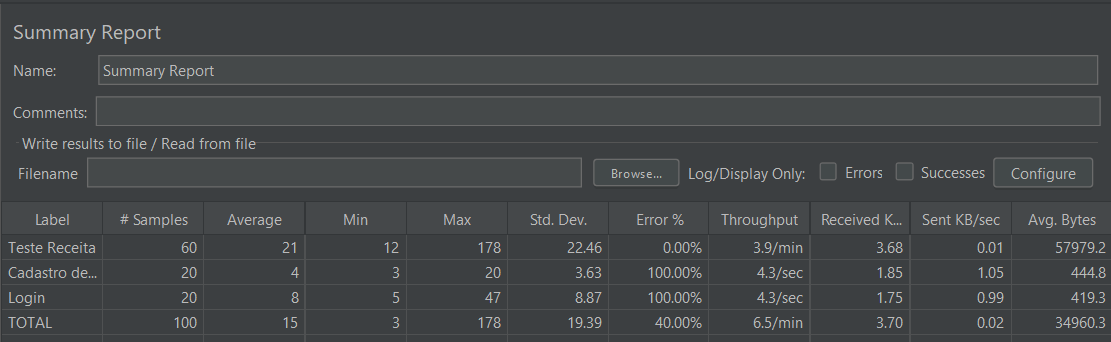 Summary Report
Name: Summary Report
Comments:
Write results to file / Read from file
Filename Browse... Log/Display Only: Errors Successes Configure
Label # Samples Average Min Max Std. Dev. Error % Throughput Received K... Sent KB/sec Avg. Bytes
Teste Receita 60 21 12 178 22.46 0.00% 3.9/min 3.68 0.01 57979.2
Cadastro de... 20 4 3 20 3.63 100.00% 4.3/sec 1.85 1.05 444.8
Login 20 8 5 47 8.87 100.00% 4.3/sec 1.75 0.99 419.3
TOTAL 100 15 3 178 19.39 40.00% 6.5/min 3.70 0.02 34960.3